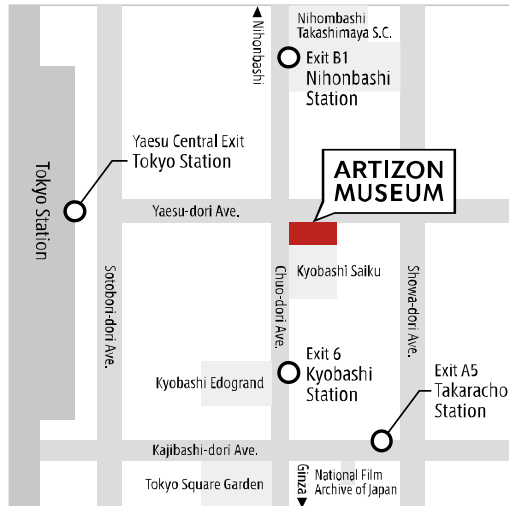 Nihonbashi
Nihombashi
Takashimaya S.C.
Exit B1
Nihonbashi
Station
Yaesu Central Exit
Tokyo Station
Tokyo Station
ARTIZON
MUSEUM
Yaesu-dori Ave.
Sotobori-dori Ave.
Chuo-dori Ave.
Kyobashi Saiku
Showa-dori Ave.
Exit 6
Kyobashi
Station
Kyobashi Edogrand
Exit A5
Takaracho
Station
Kajibashi-dori Ave.
Tokyo Square Garden
Ginza
National Film
Archive of Japan